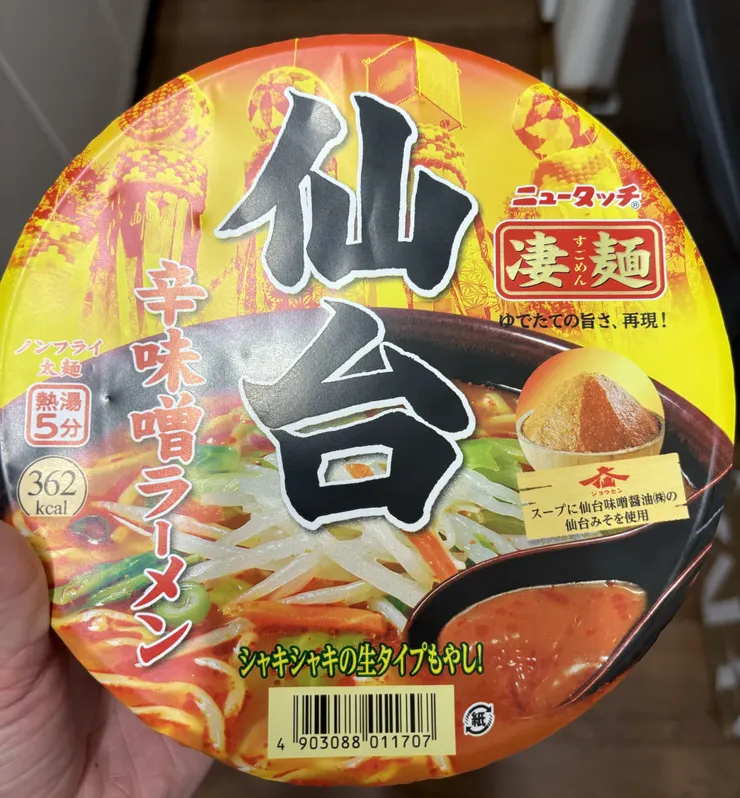 仙台
辛味噌ラーメン
ニュータッチ®
凄麺
すごめん
ゆでたての旨さ、再現!
ノンフライ
太麺
熱湯
5分
362
kcal
仙
ジョウセン
スープに仙台味噌醤油㈱の
仙台みそを使用
シャキシャキの生タイプもやし!
4 903088 011707
紙